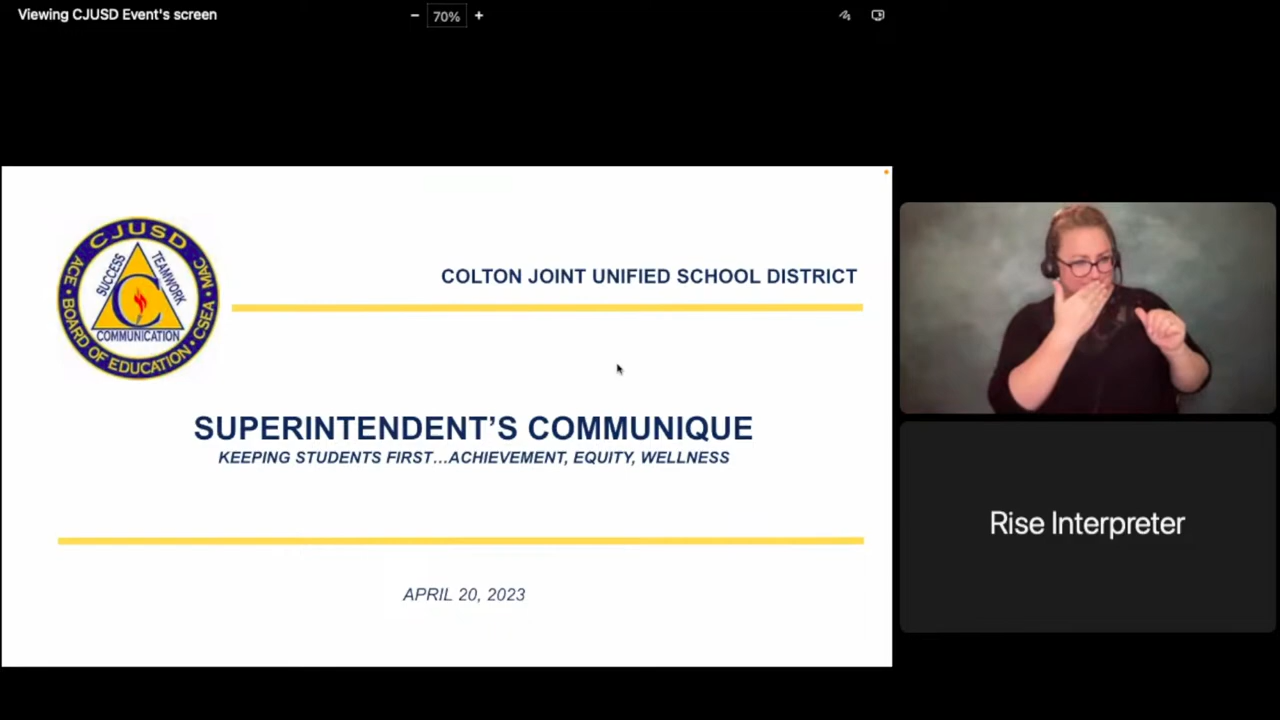 Viewing CJUSD Event's screen
− 70% +
CJUSD
ACE • BOARD OF EDUCATION • CSEA • MAC
SUCCESS
TEAMWORK
C
COMMUNICATION
COLTON JOINT UNIFIED SCHOOL DISTRICT
SUPERINTENDENT’S COMMUNIQUE
KEEPING STUDENTS FIRST…ACHIEVEMENT, EQUITY, WELLNESS
APRIL 20, 2023
Rise Interpreter